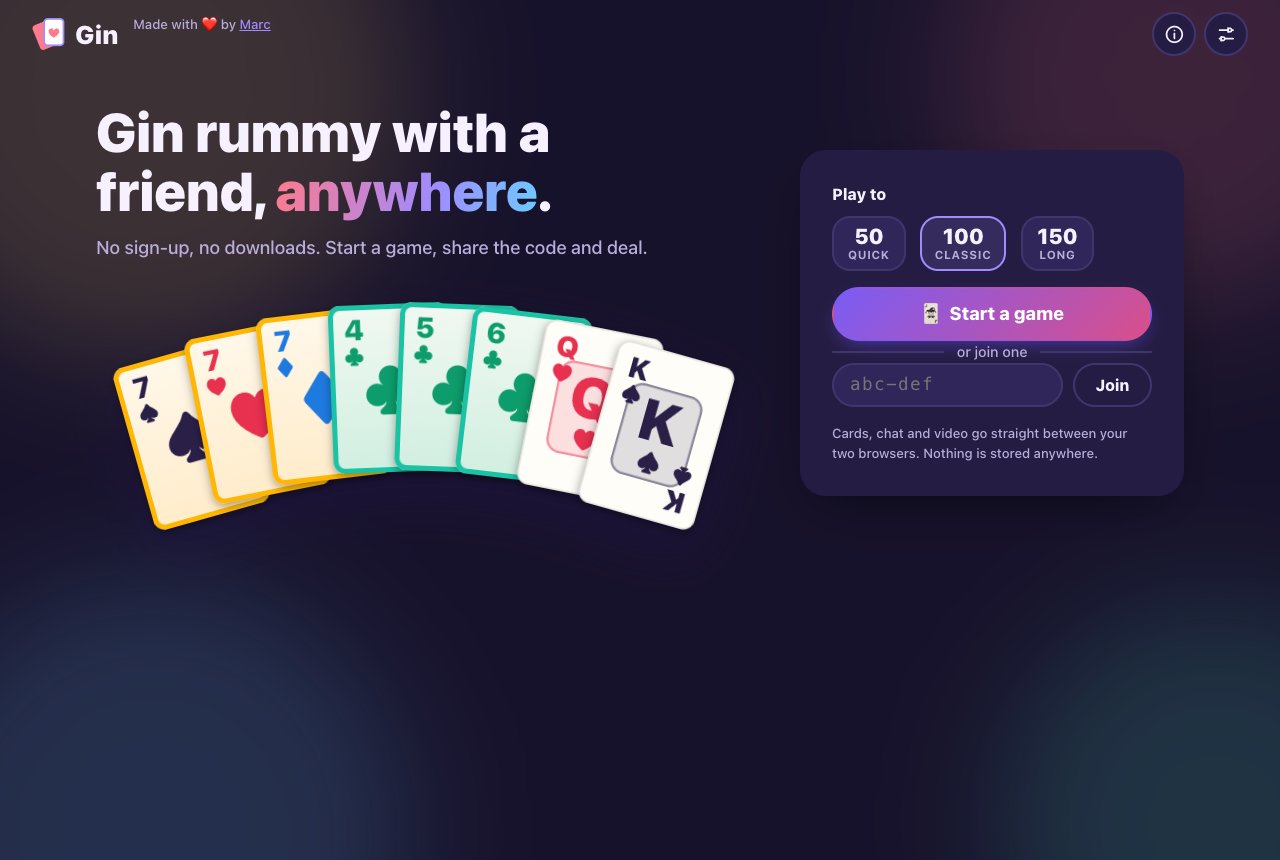 Gin
Made with ❤️ by Marc
Gin rummy with a
friend, anywhere.
No sign-up, no downloads. Start a game, share the code and deal.
7
7
7
4
5
6
Q
Q
K
K
K
Play to
50
QUICK
100
CLASSIC
150
LONG
Start a game
or join one
abc-def
Join
Cards, chat and video go straight between your
two browsers. Nothing is stored anywhere.